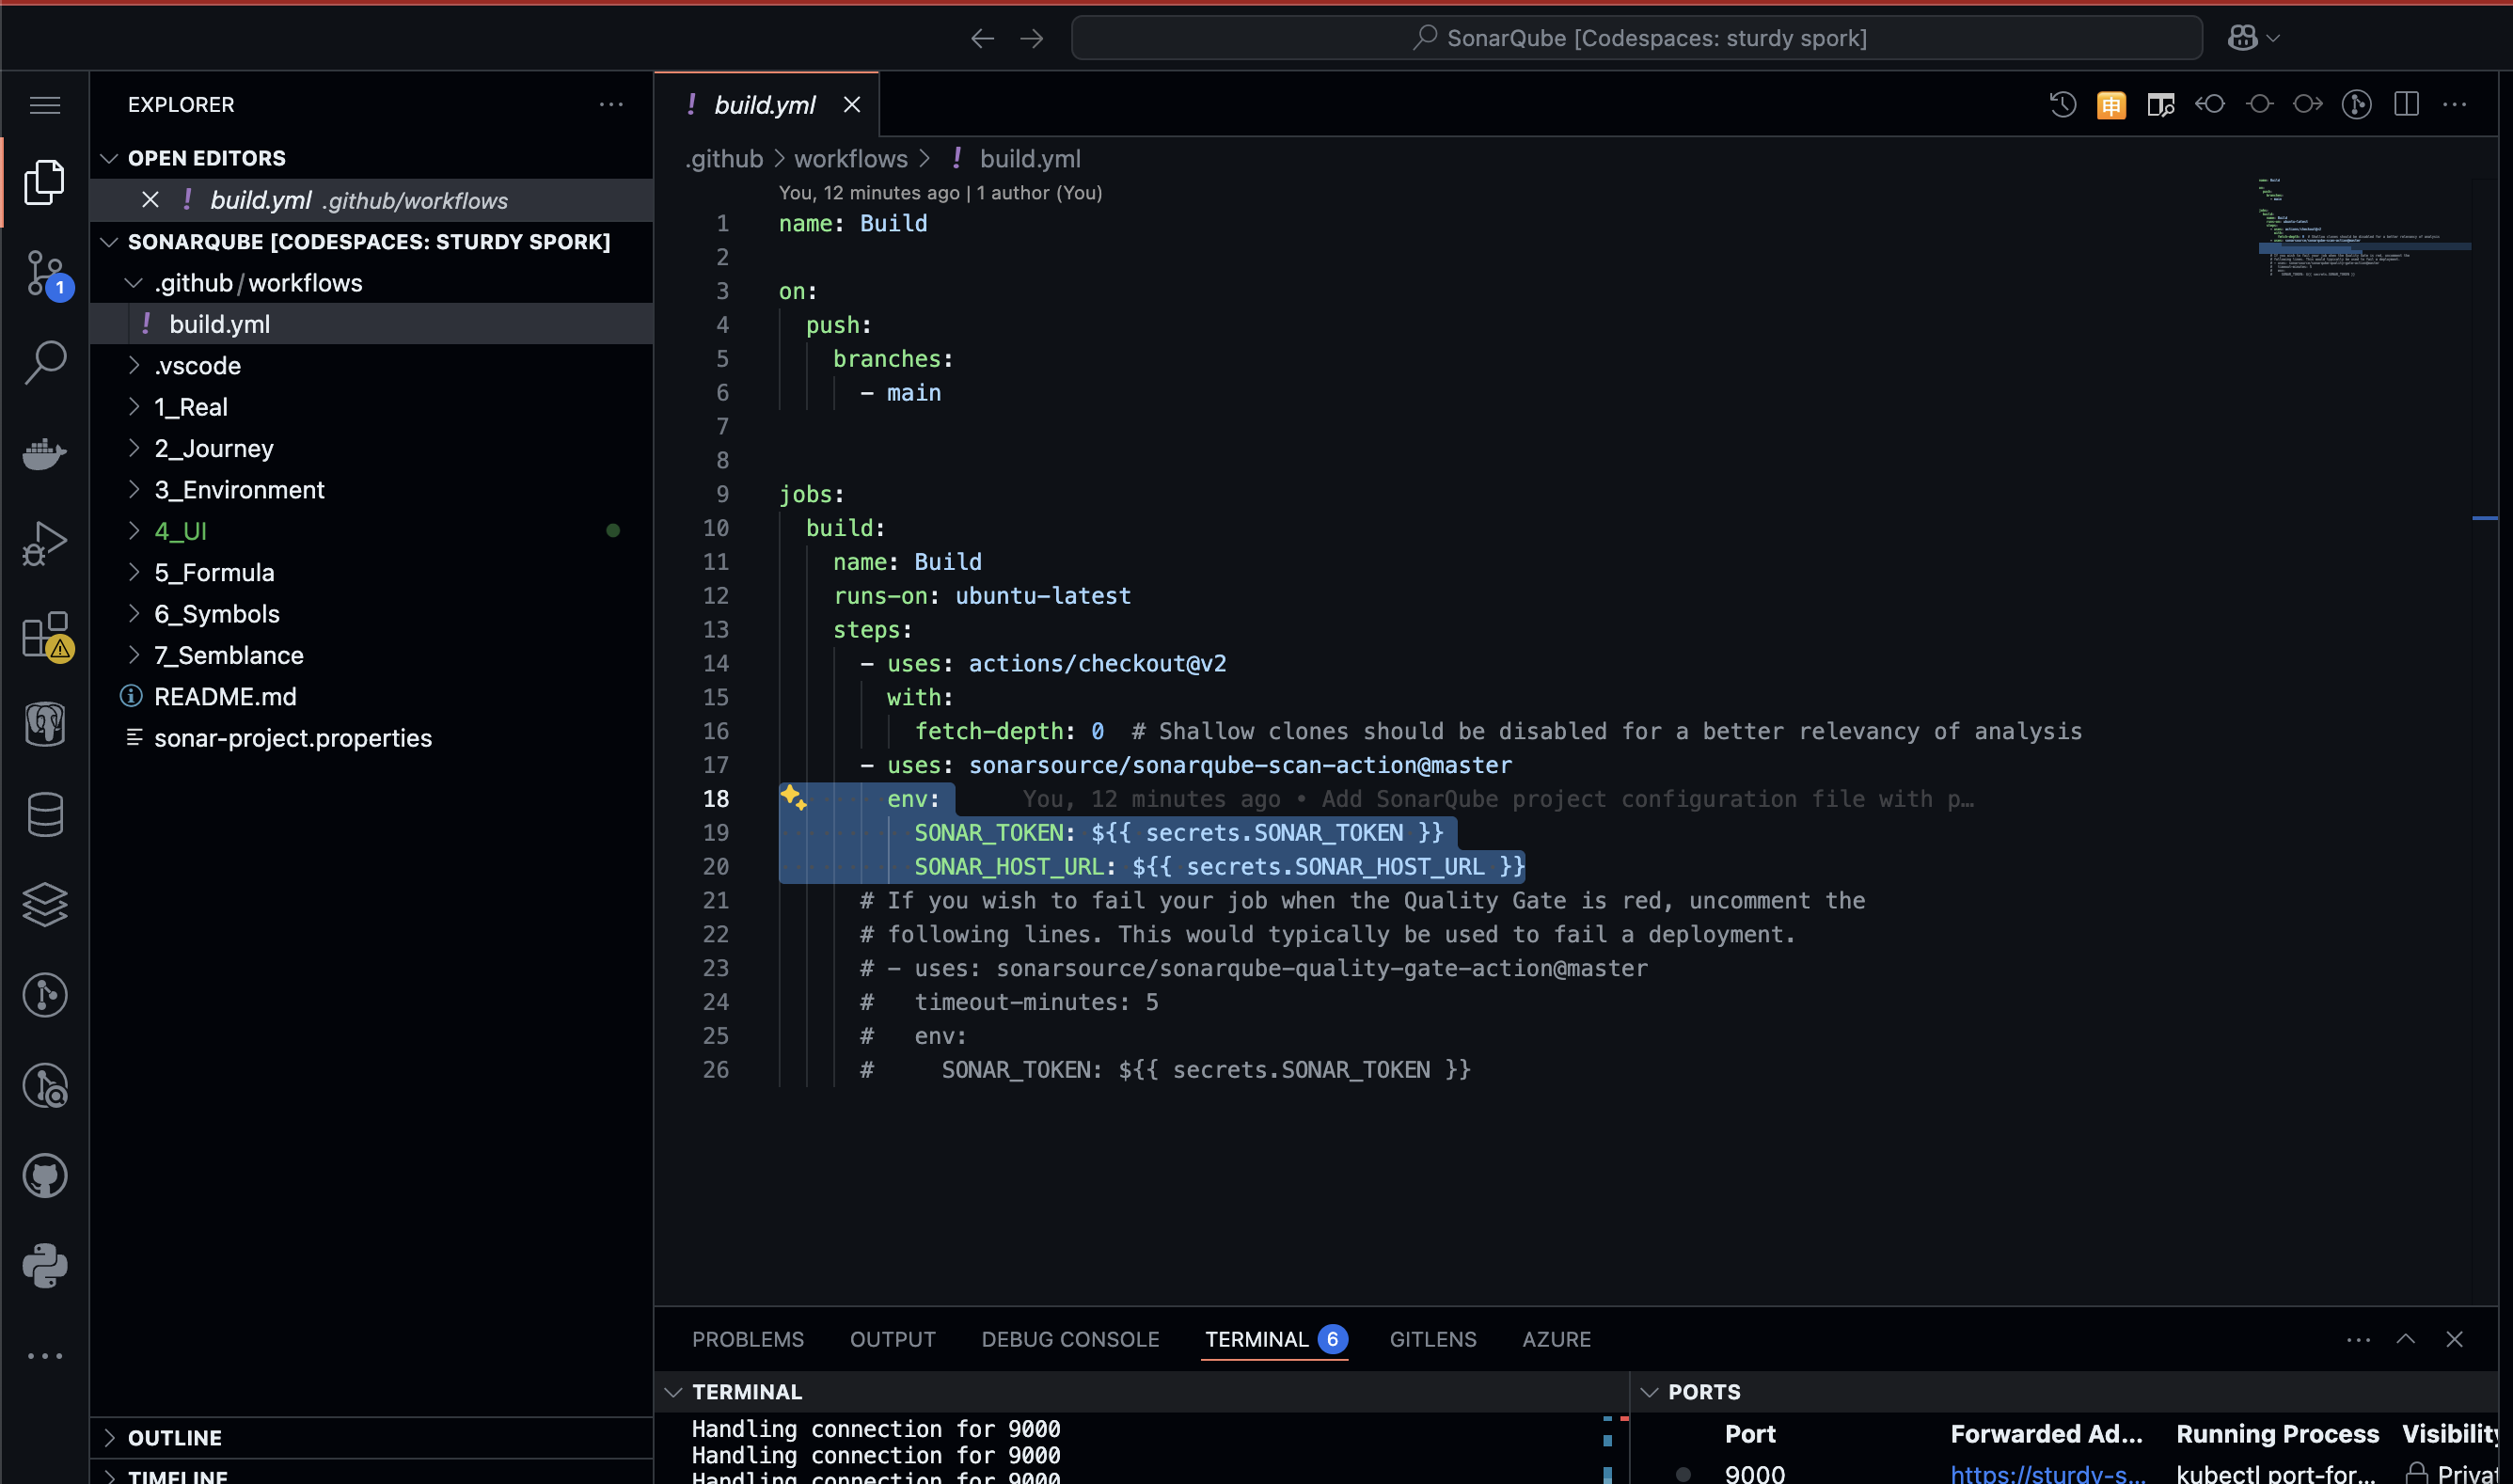 SonarQube [Codespaces: sturdy spork]
EXPLORER
OPEN EDITORS
build.yml .github/workflows
SONARQUBE [CODESPACES: STURDY SPORK]
.github/workflows
build.yml
.vscode
1_Real
2_Journey
3_Environment
4_UI
5_Formula
6_Symbols
7_Semblance
README.md
sonar-project.properties
OUTLINE
TIMELINE
1
build.yml
.github > workflows > ! build.yml
You, 12 minutes ago | 1 author (You)
1 name: Build
2
3 on:
4 push:
5 branches:
6 - main
7
8
9 jobs:
10 build:
11 name: Build
12 runs-on: ubuntu-latest
13 steps:
14 - uses: actions/checkout@v2
15 with:
16 fetch-depth: 0 # Shallow clones should be disabled for a better relevancy of analysis
17 - uses: sonarsource/sonarqube-scan-action@master
18 env: You, 12 minutes ago • Add SonarQube project configuration file with p…
19 SONAR_TOKEN: ${{ secrets.SONAR_TOKEN }}
20 SONAR_HOST_URL: ${{ secrets.SONAR_HOST_URL }}
21 # If you wish to fail your job when the Quality Gate is red, uncomment the
22 # following lines. This would typically be used to fail a deployment.
23 # - uses: sonarsource/sonarqube-quality-gate-action@master
24 # timeout-minutes: 5
25 # env:
26 # SONAR_TOKEN: ${{ secrets.SONAR_TOKEN }}
PROBLEMS OUTPUT DEBUG CONSOLE TERMINAL 6 GITLENS AZURE
TERMINAL
Handling connection for 9000
Handling connection for 9000
Handling connection for 9000
PORTS
Port Forwarded Ad... Running Process Visibility
9000 https://sturdy-s... kubectl port-for... Priva